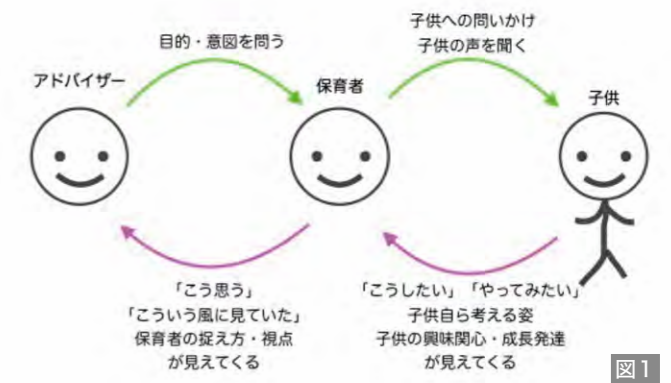 目的・意図を問う
子供への問いかけ
子供の声を聞く
アドバイザー
保育者
子供
「こう思う」
「こういう風に見ていた」
保育者の捉え方・視点
が見えてくる
「こうしたい」「やってみたい」
子供自ら考える姿
子供の興味関心・成長発達
が見えてくる
図1